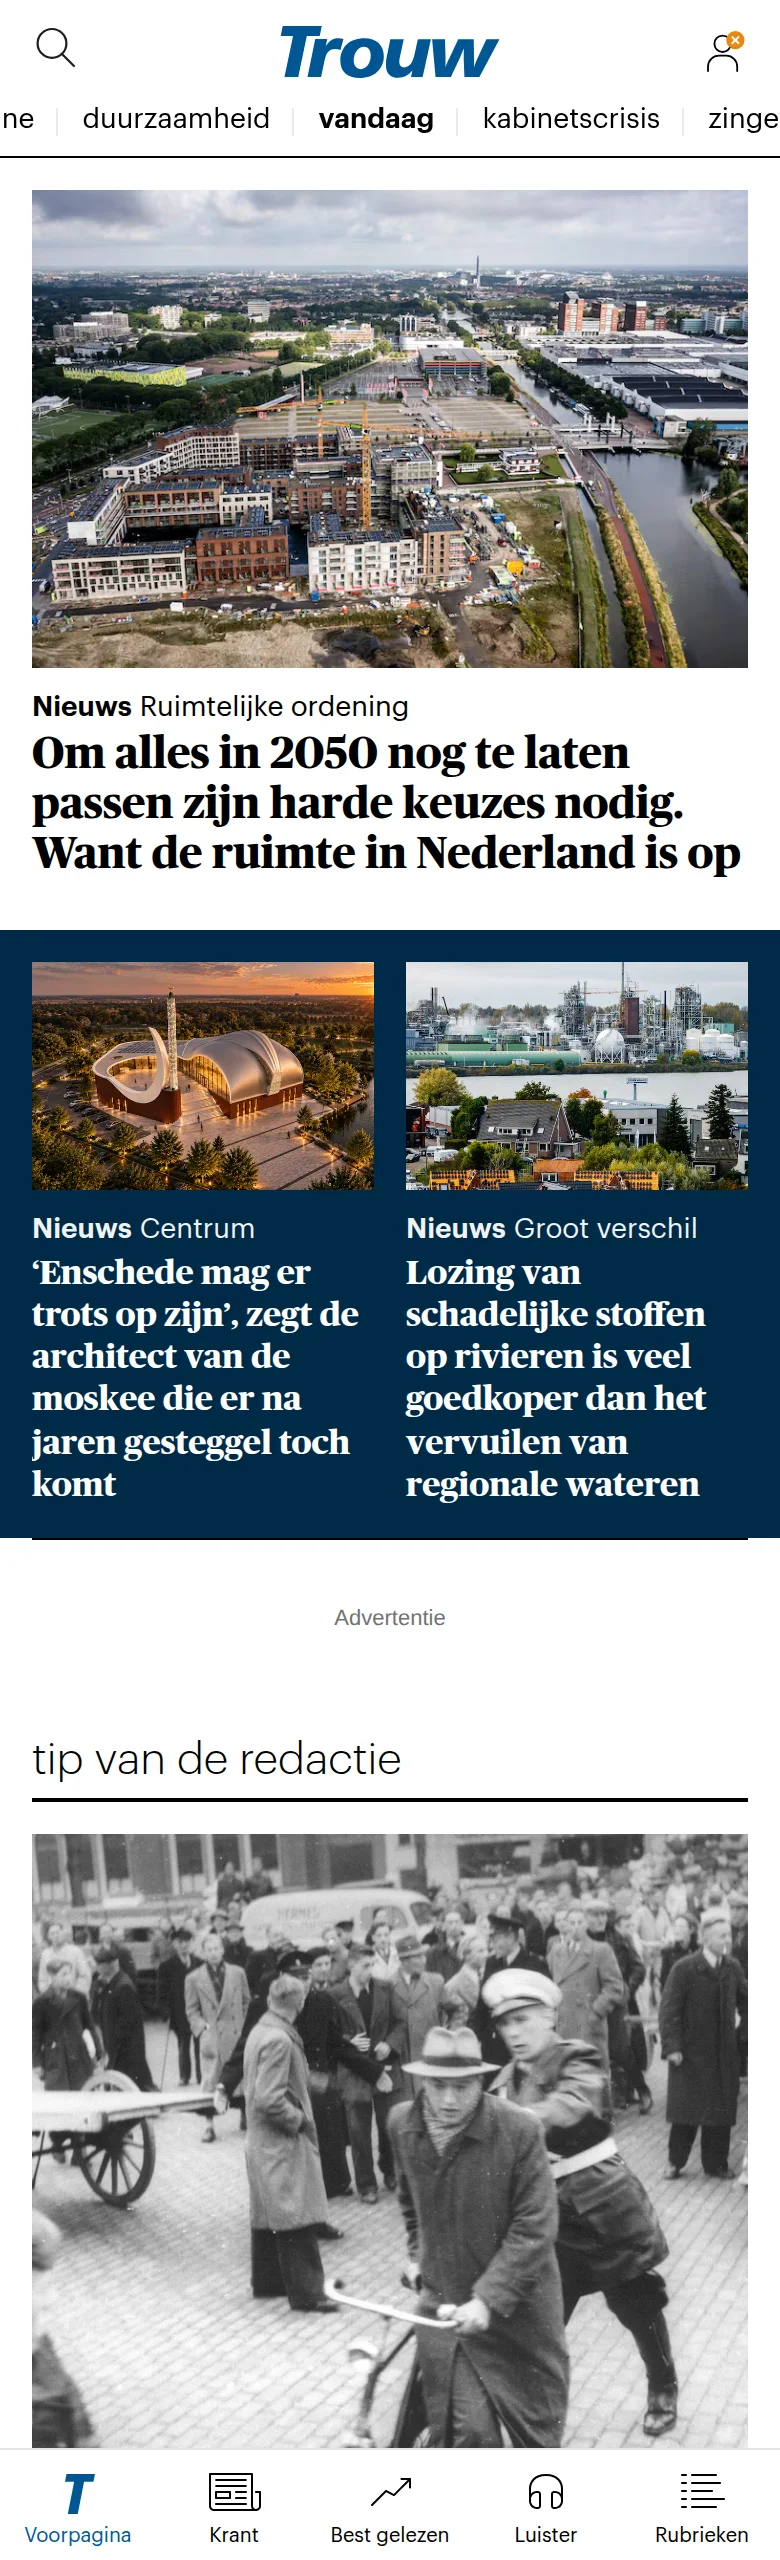 Trouw
ne
duurzaamheid
vandaag
kabinetscrisis
zinge
Nieuws Ruimtelijke ordening
Om alles in 2050 nog te laten
passen zijn harde keuzes nodig.
Want de ruimte in Nederland is op
Nieuws Centrum
‘Enschede mag er
trots op zijn’, zegt de
architect van de
moskee die er na
jaren gesteggel toch
komt
Nieuws Groot verschil
Lozing van
schadelijke stoffen
op rivieren is veel
goedkoper dan het
vervuilen van
regionale wateren
Advertentie
tip van de redactie
T
Voorpagina
Krant
Best gelezen
Luister
Rubrieken